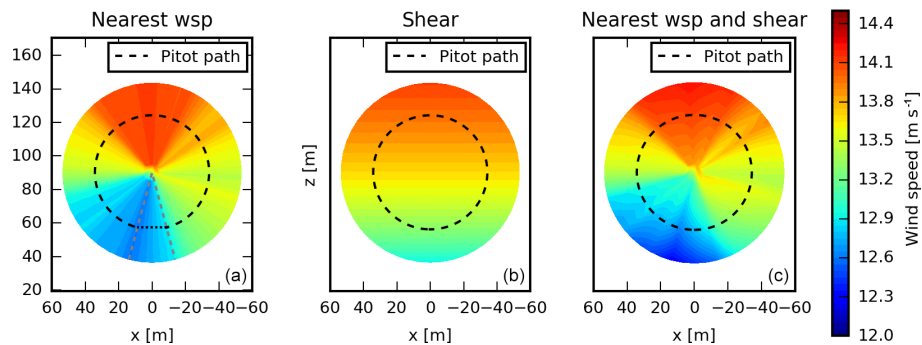 Nearest wsp
Shear
Nearest wsp and shear
160
140
120
100
80
60
40
20
Pitot path
Pitot path
Pitot path
z [m]
(a)
(b)
(c)
60 40 20 0 −20 −40 −60
60 40 20 0 −20 −40 −60
60 40 20 0 −20 −40 −60
x [m]
x [m]
x [m]
14.4
14.1
13.8
13.5
13.2
12.9
12.6
12.3
12.0
Wind speed [m s⁻¹]